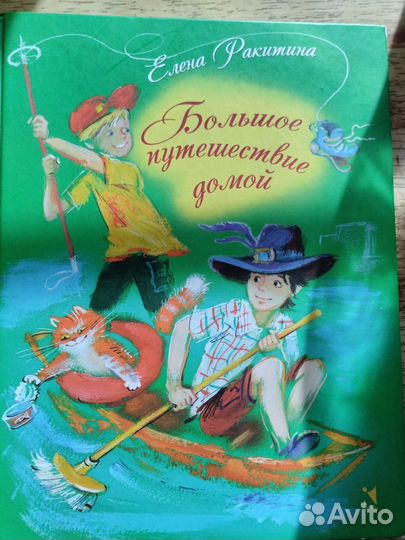 Елена Ракитина
Большое
путешествие
домой
Avito